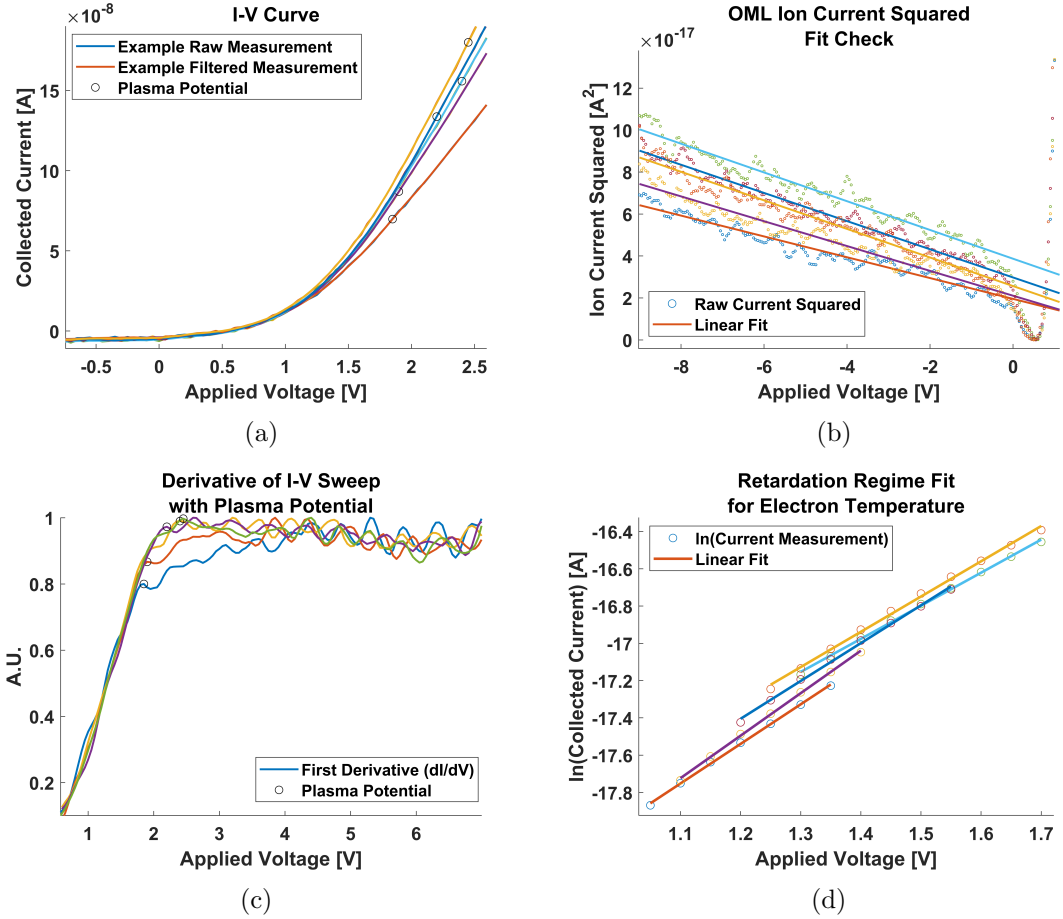 I-V Curve
×10-8
Collected Current [A]
15
10
5
0
Example Raw Measurement
Example Filtered Measurement
Plasma Potential
-0.5 0 0.5 1 1.5 2 2.5
Applied Voltage [V]
(a)
OML Ion Current Squared
Fit Check
×10-17
Ion Current Squared [A2]
12
10
8
6
4
2
0
Raw Current Squared
Linear Fit
-8 -6 -4 -2 0
Applied Voltage [V]
(b)
Derivative of I-V Sweep
with Plasma Potential
A.U.
1
0.8
0.6
0.4
0.2
First Derivative (dI/dV)
Plasma Potential
1 2 3 4 5 6
Applied Voltage [V]
(c)
Retardation Regime Fit
for Electron Temperature
ln(Collected Current) [A]
-16.4
-16.6
-16.8
-17
-17.2
-17.4
-17.6
-17.8
ln(Current Measurement)
Linear Fit
1.1 1.2 1.3 1.4 1.5 1.6 1.7
Applied Voltage [V]
(d)